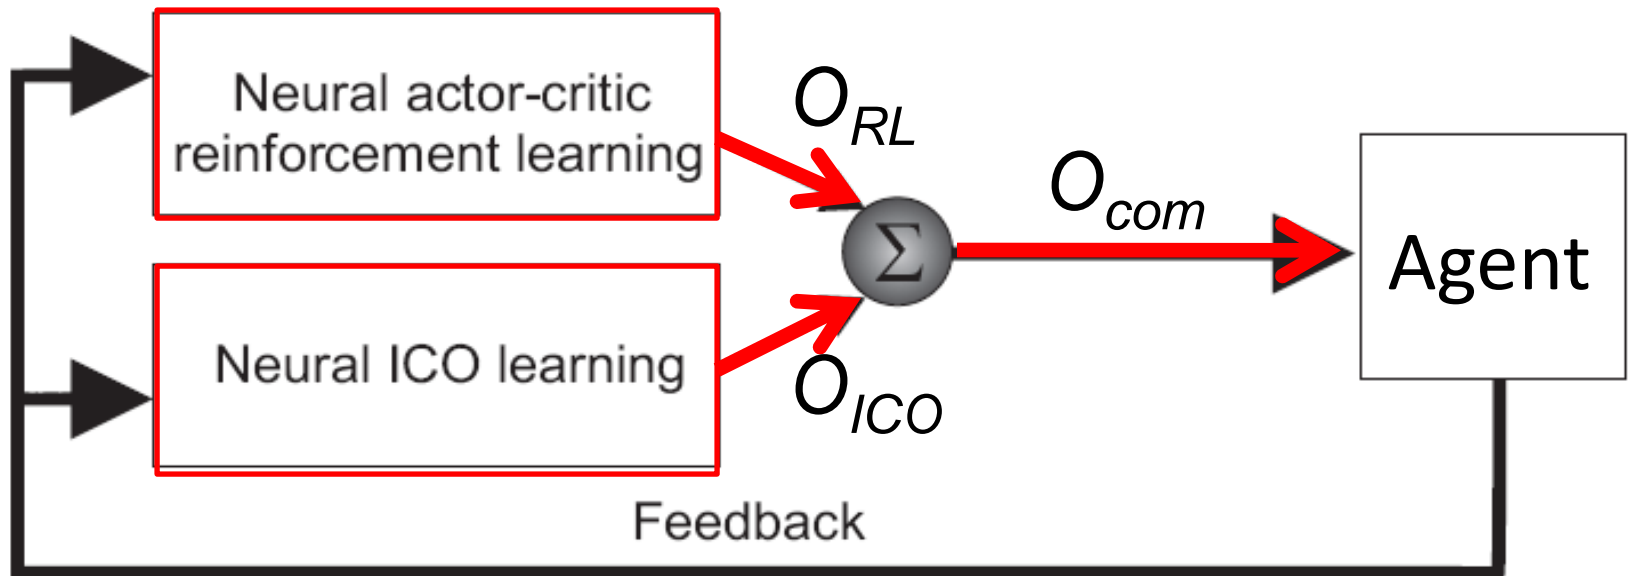 Neural actor-critic
reinforcement learning
O_RL
O_com
Σ
Agent
Neural ICO learning
O_ICO
Feedback